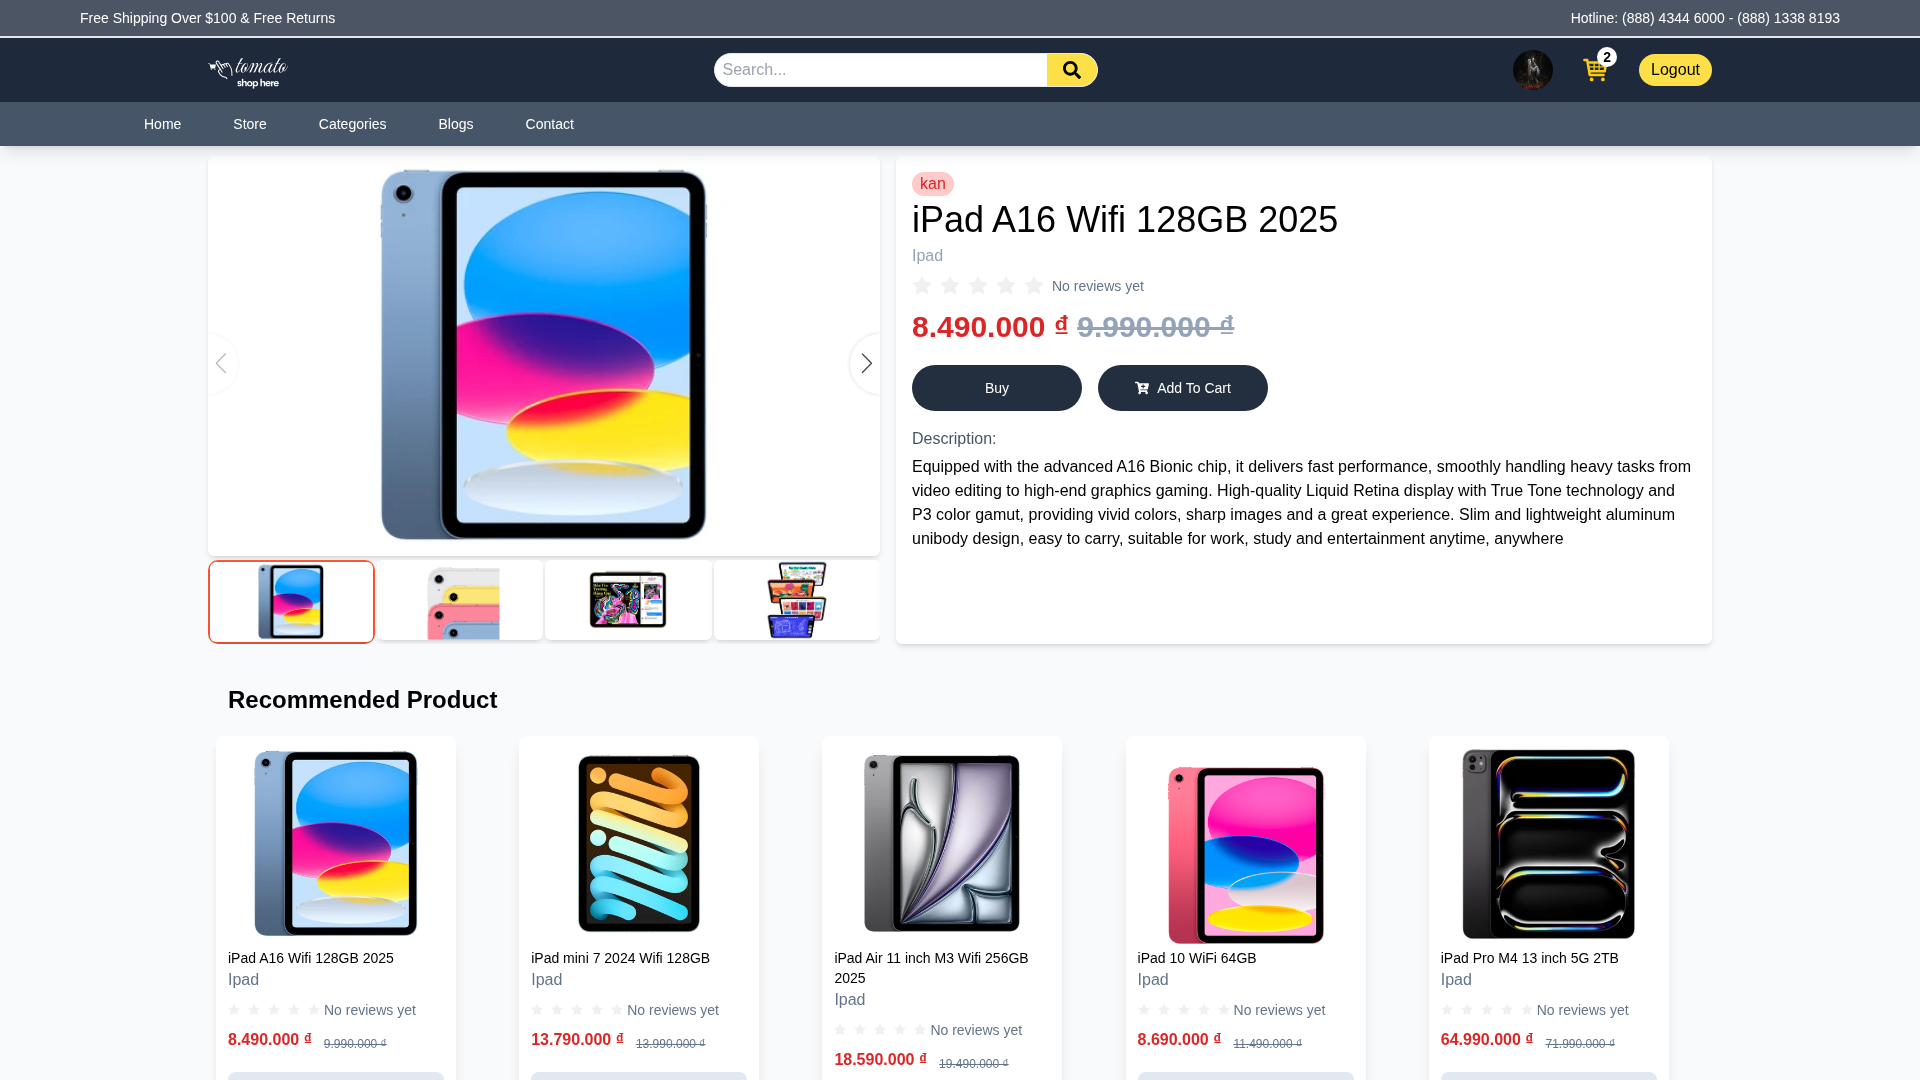 Free Shipping Over $100 & Free Returns
Hotline: (888) 4344 6000 - (888) 1338 8193
tomato
shop here
Search...
2
Logout
Home
Store
Categories
Blogs
Contact
kan
iPad A16 Wifi 128GB 2025
Ipad
No reviews yet
8.490.000 ₫ 9.990.000 ₫
Buy
Add To Cart
Description:
Equipped with the advanced A16 Bionic chip, it delivers fast performance, smoothly handling heavy tasks from
video editing to high-end graphics gaming. High-quality Liquid Retina display with True Tone technology and
P3 color gamut, providing vivid colors, sharp images and a great experience. Slim and lightweight aluminum
unibody design, easy to carry, suitable for work, study and entertainment anytime, anywhere
Recommended Product
iPad A16 Wifi 128GB 2025
Ipad
No reviews yet
8.490.000 ₫ 9.990.000 ₫
iPad mini 7 2024 Wifi 128GB
Ipad
No reviews yet
13.790.000 ₫ 13.990.000 ₫
iPad Air 11 inch M3 Wifi 256GB
2025
Ipad
No reviews yet
18.590.000 ₫ 19.490.000 ₫
iPad 10 WiFi 64GB
Ipad
No reviews yet
8.690.000 ₫ 11.490.000 ₫
iPad Pro M4 13 inch 5G 2TB
Ipad
No reviews yet
64.990.000 ₫ 71.990.000 ₫